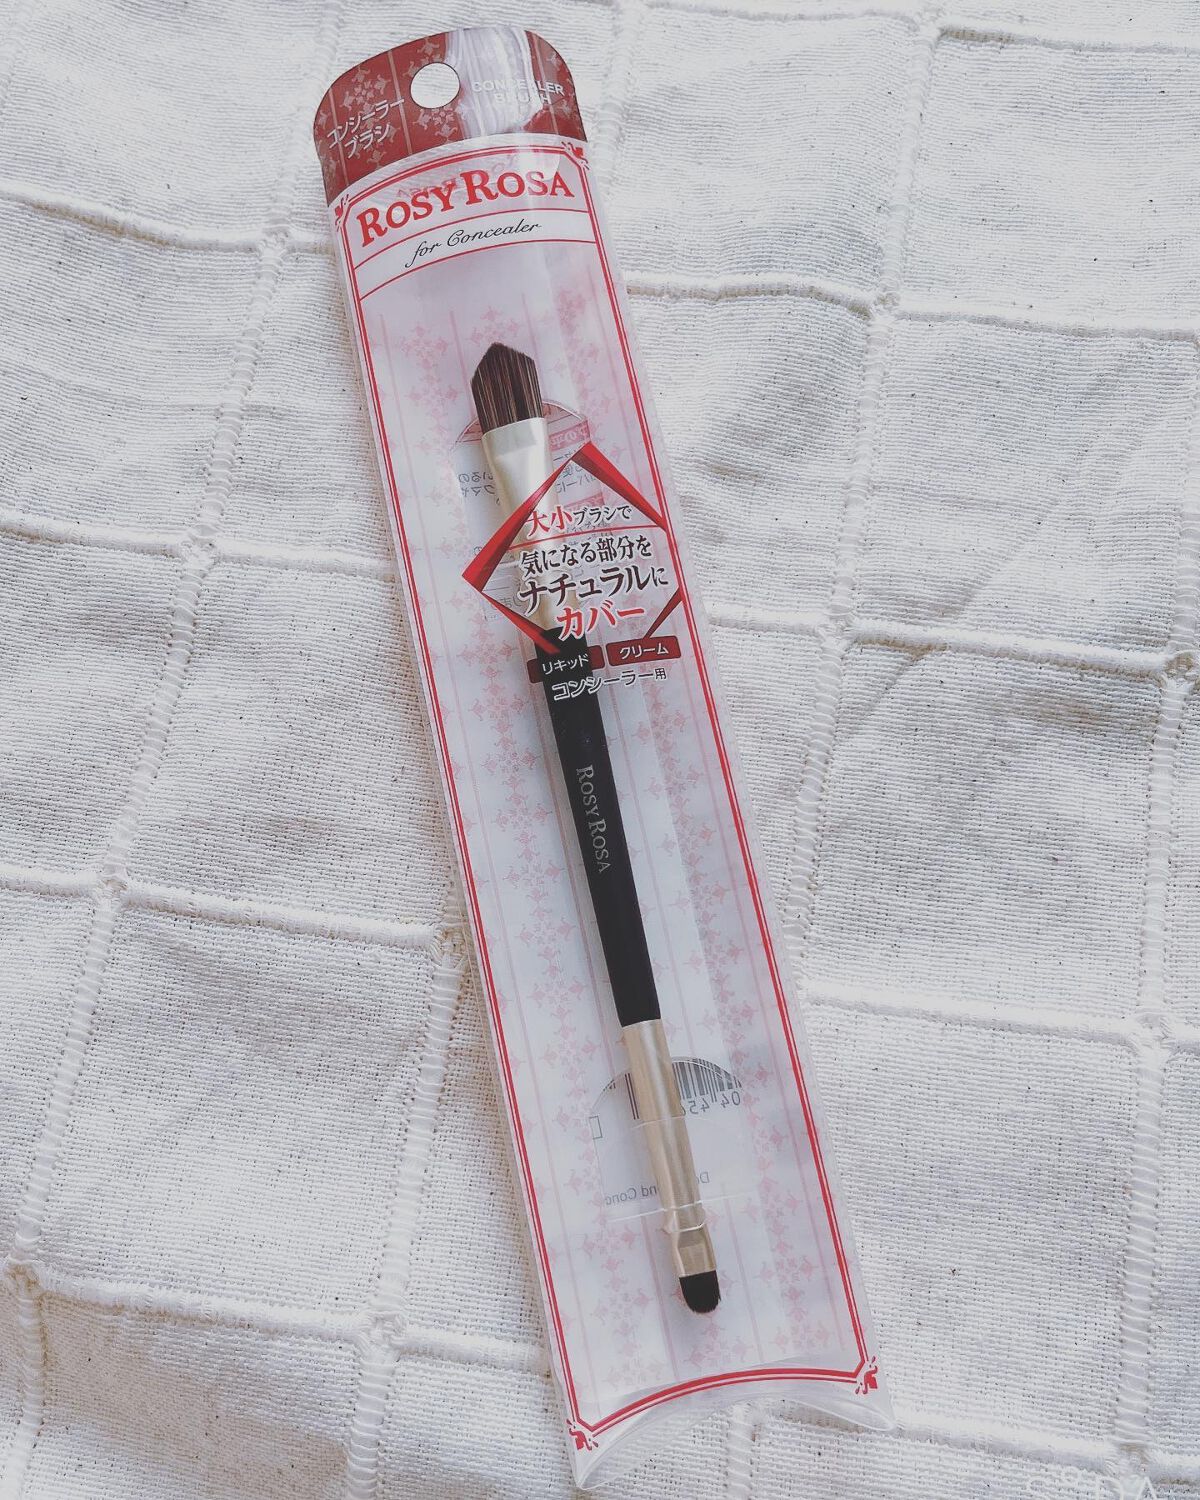 コンシーラー
ブラシ
CONCEALER
BRUSH
ROSY ROSA
for Concealer
大小ブラシで
気になる部分を
ナチュラルに
カバー
リキッド クリーム
コンシーラー用
ROSY ROSA